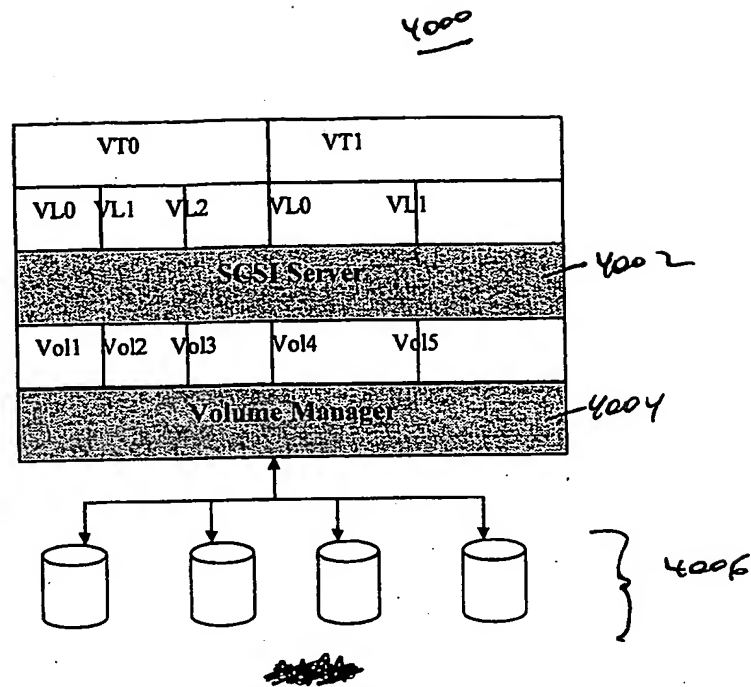 4000
VT0 VT1
VL0 VL1 VL2 VL0 VL1
SCSI Server
4002
Vol1 Vol2 Vol3 Vol4 Vol5
Volume Manager
4004
4006